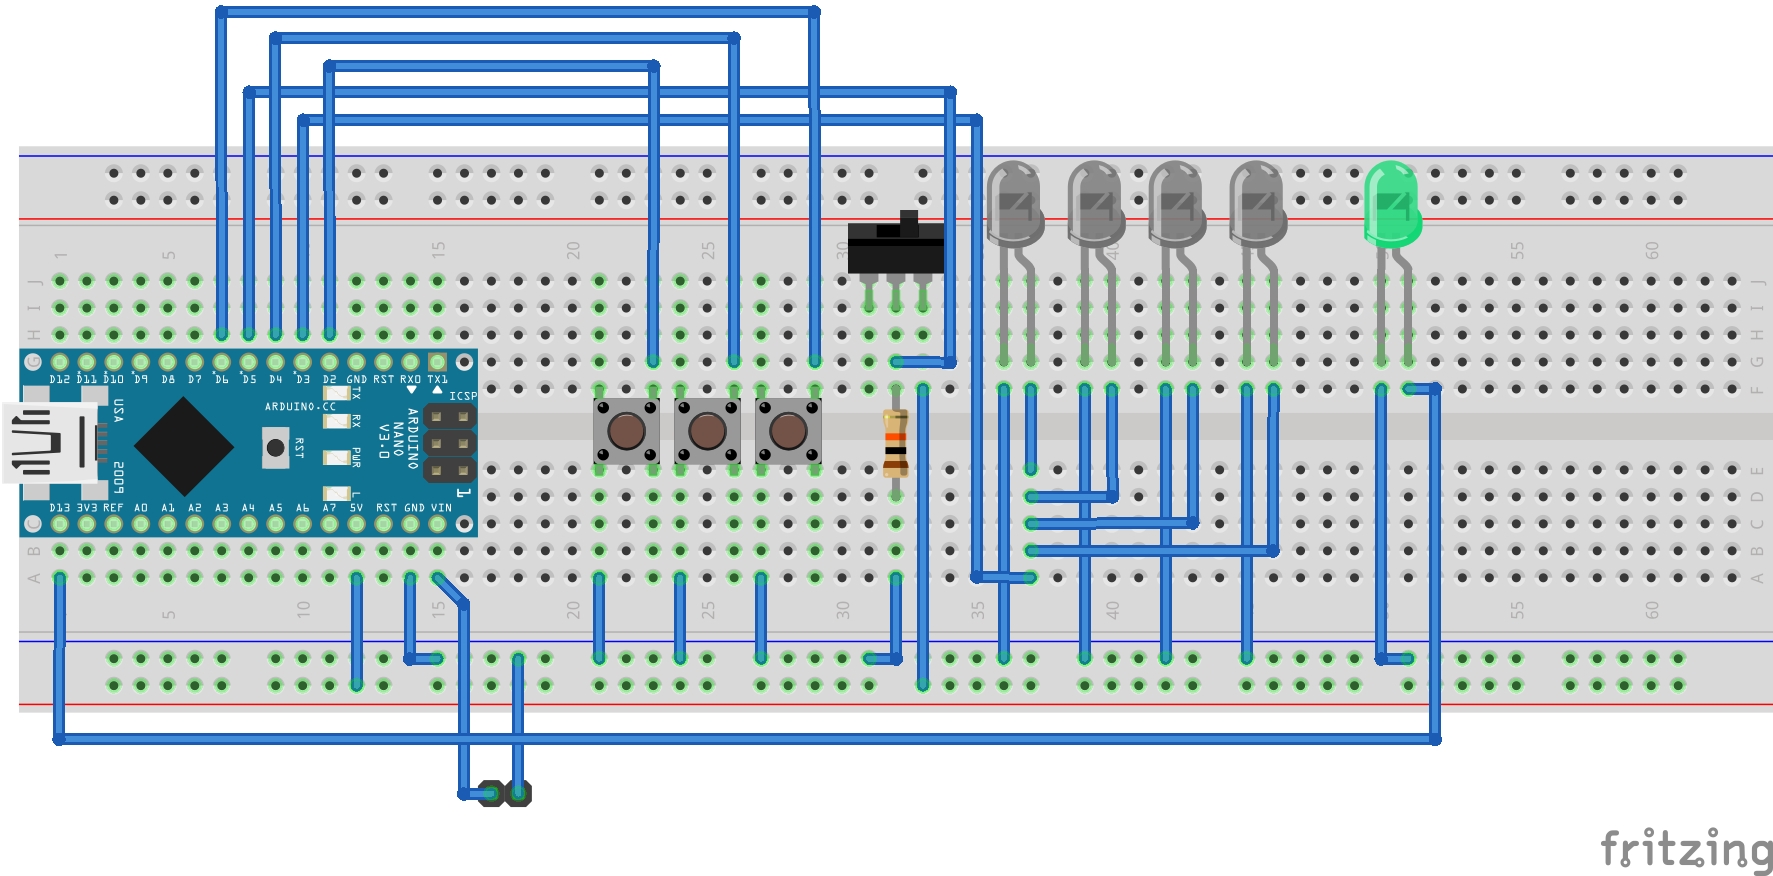 1 5 15 20 25 30 40 55 60
J J
I I
H H
G G
D12 D11 D10 D9 D8 D7 D6 D5 D4 D3 D2 GND RST RX0 TX1
F F
TX
ICSP
ARDUINO.CC
USA
RX
ARDUINO
NANO
V3.0
RST
PWR
2009
L
1
E E
D D
D13 3V3 REF A0 A1 A2 A3 A4 A5 A6 A7 5V RST GND VIN
C C
B B
A A
5 10 15 20 25 30 35 40 55 60
fritzing